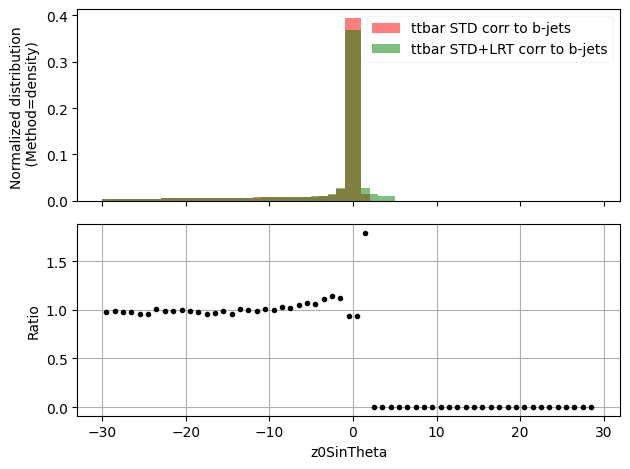 Normalized distribution
(Method=density)
0.4
0.3
0.2
0.1
0.0
ttbar STD corr to b-jets
ttbar STD+LRT corr to b-jets
Ratio
1.5
1.0
0.5
0.0
−30
−20
−10
0
10
20
30
z0SinTheta